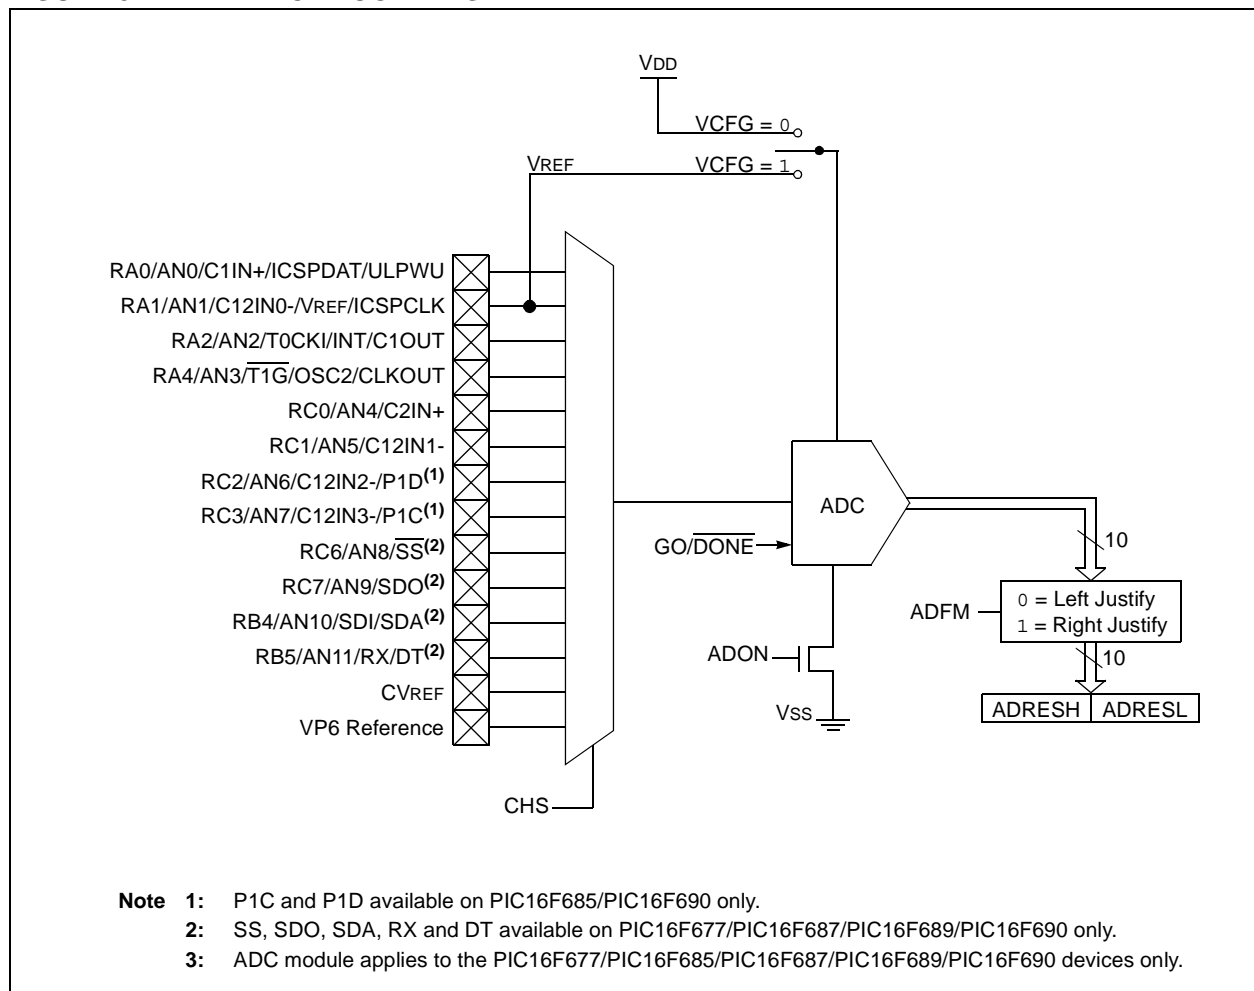 VDD
VCFG = 0
VREF
VCFG = 1
RA0/AN0/C1IN+/ICSPDAT/ULPWU
RA1/AN1/C12IN0-/VREF/ICSPCLK
RA2/AN2/T0CKI/INT/C1OUT
RA4/AN3/T1G/OSC2/CLKOUT
RC0/AN4/C2IN+
RC1/AN5/C12IN1-
RC2/AN6/C12IN2-/P1D(1)
RC3/AN7/C12IN3-/P1C(1)
RC6/AN8/SS(2)
RC7/AN9/SDO(2)
RB4/AN10/SDI/SDA(2)
RB5/AN11/RX/DT(2)
CVREF
VP6 Reference
CHS
ADC
GO/DONE
ADON
VSS
10
ADFM
0 = Left Justify
1 = Right Justify
10
ADRESH ADRESL
Note 1: P1C and P1D available on PIC16F685/PIC16F690 only.
2: SS, SDO, SDA, RX and DT available on PIC16F677/PIC16F687/PIC16F689/PIC16F690 only.
3: ADC module applies to the PIC16F677/PIC16F685/PIC16F687/PIC16F689/PIC16F690 devices only.